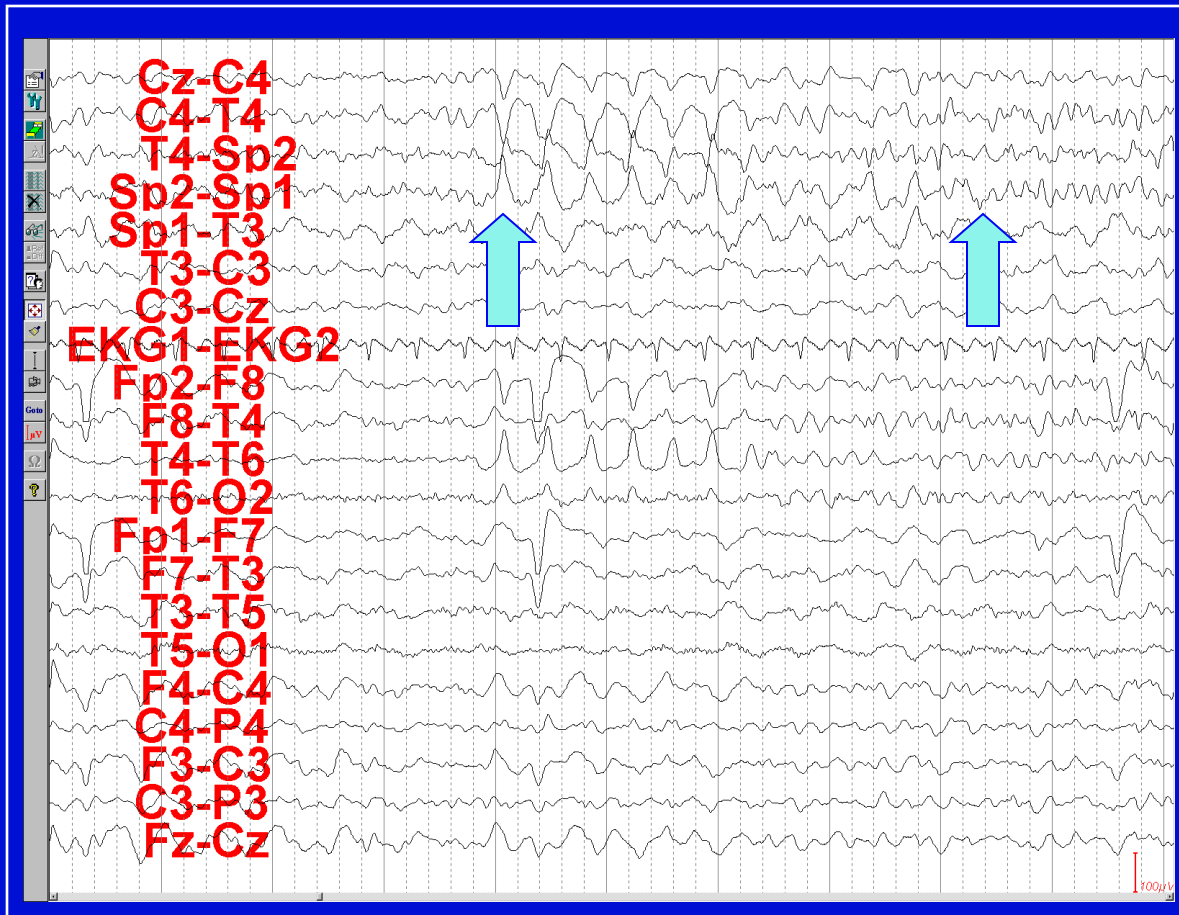 Cz-C4
C4-T4
T4-Sp2
Sp2-Sp1
Sp1-T3
T3-C3
C3-Cz
EKG1-EKG2
Fp2-F8
F8-T4
T4-T6
T6-O2
Fp1-F7
F7-T3
T3-T5
T5-O1
F4-C4
C4-P4
F3-C3
C3-P3
Fz-Cz
Goto
µV
Ω
?
100µV